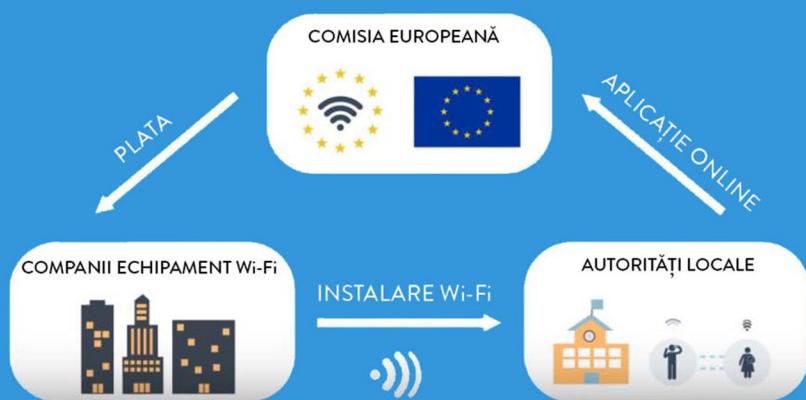 COMISIA EUROPEANĂ
PLATA
APLICAȚIE ONLINE
COMPANII ECHIPAMENT Wi-Fi
INSTALARE Wi-Fi
AUTORITĂȚI LOCALE